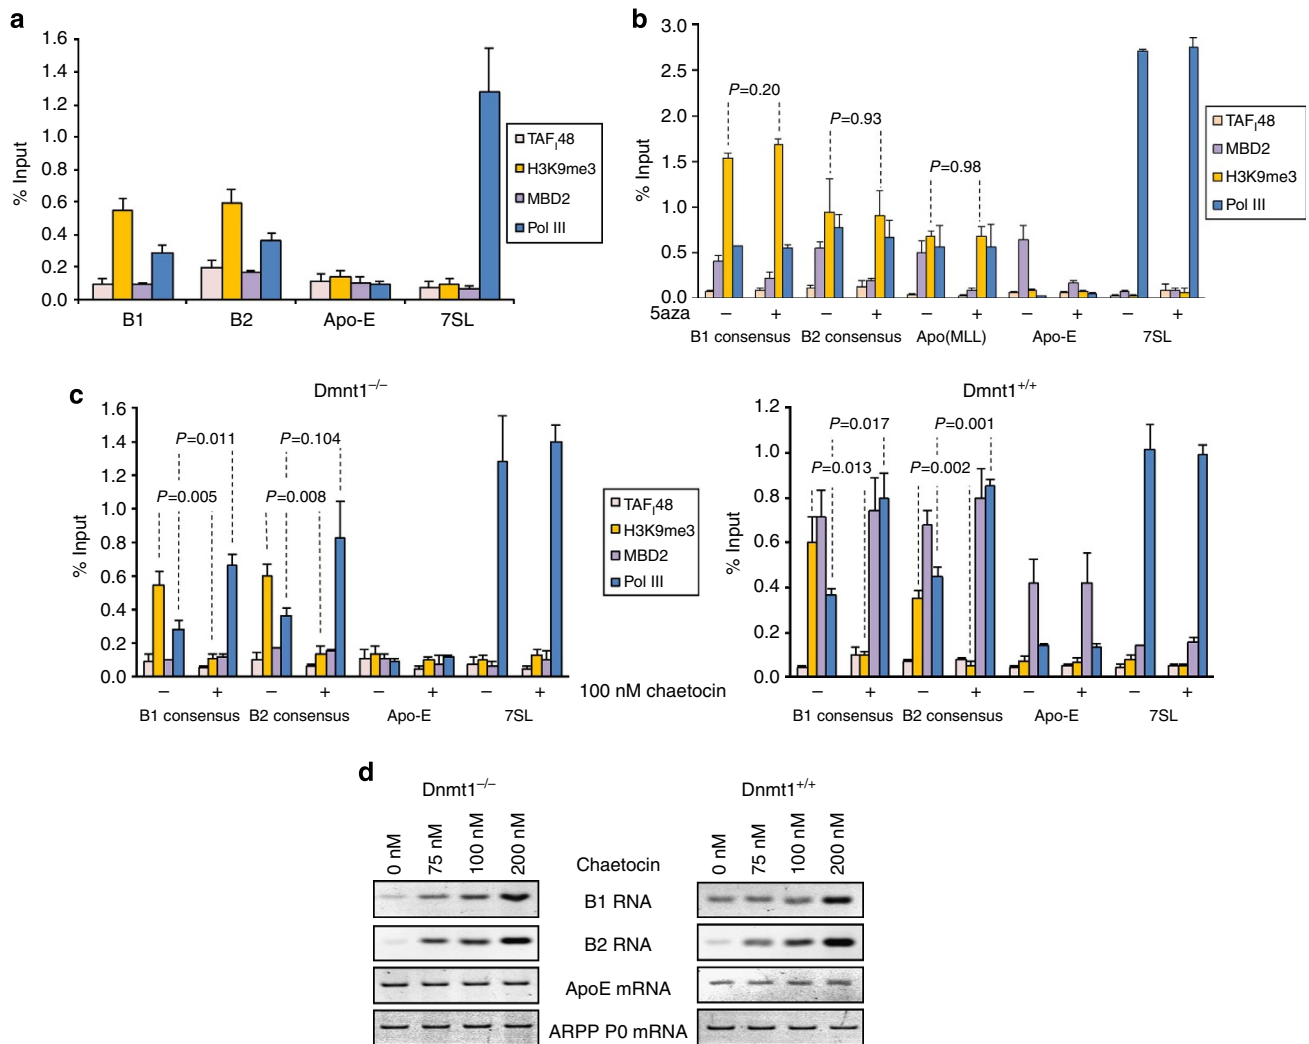 a
1.6
1.4
1.2
1.0
0.8
0.6
0.4
0.2
0.0
% Input
B1 B2 Apo-E 7SL
TAFI48
H3K9me3
MBD2
Pol III
b
3.0
2.5
2.0
1.5
1.0
0.5
0.0
% Input
P=0.20
P=0.93
P=0.98
5aza – + – + – + – + – +
B1 consensus B2 consensus Apo(MLL) Apo-E 7SL
TAFI48
MBD2
H3K9me3
Pol III
c
Dmnt1–/–
1.6
1.4
1.2
1.0
0.8
0.6
0.4
0.2
0.0
% Input
P=0.011
P=0.104
P=0.005
P=0.008
– + – + – + – +
B1 consensus B2 consensus Apo-E 7SL
100 nM chaetocin
TAFI48
H3K9me3
MBD2
Pol III
Dmnt1+/+
1.2
1.0
0.8
0.6
0.4
0.2
0.0
% Input
P=0.017
P=0.001
P=0.013
P=0.002
– + – + – + – +
B1 consensus B2 consensus Apo-E 7SL
d
Dnmt1–/–
Dnmt1+/+
0 nM 75 nM 100 nM 200 nM
Chaetocin
0 nM 75 nM 100 nM 200 nM
B1 RNA
B2 RNA
ApoE mRNA
ARPP P0 mRNA